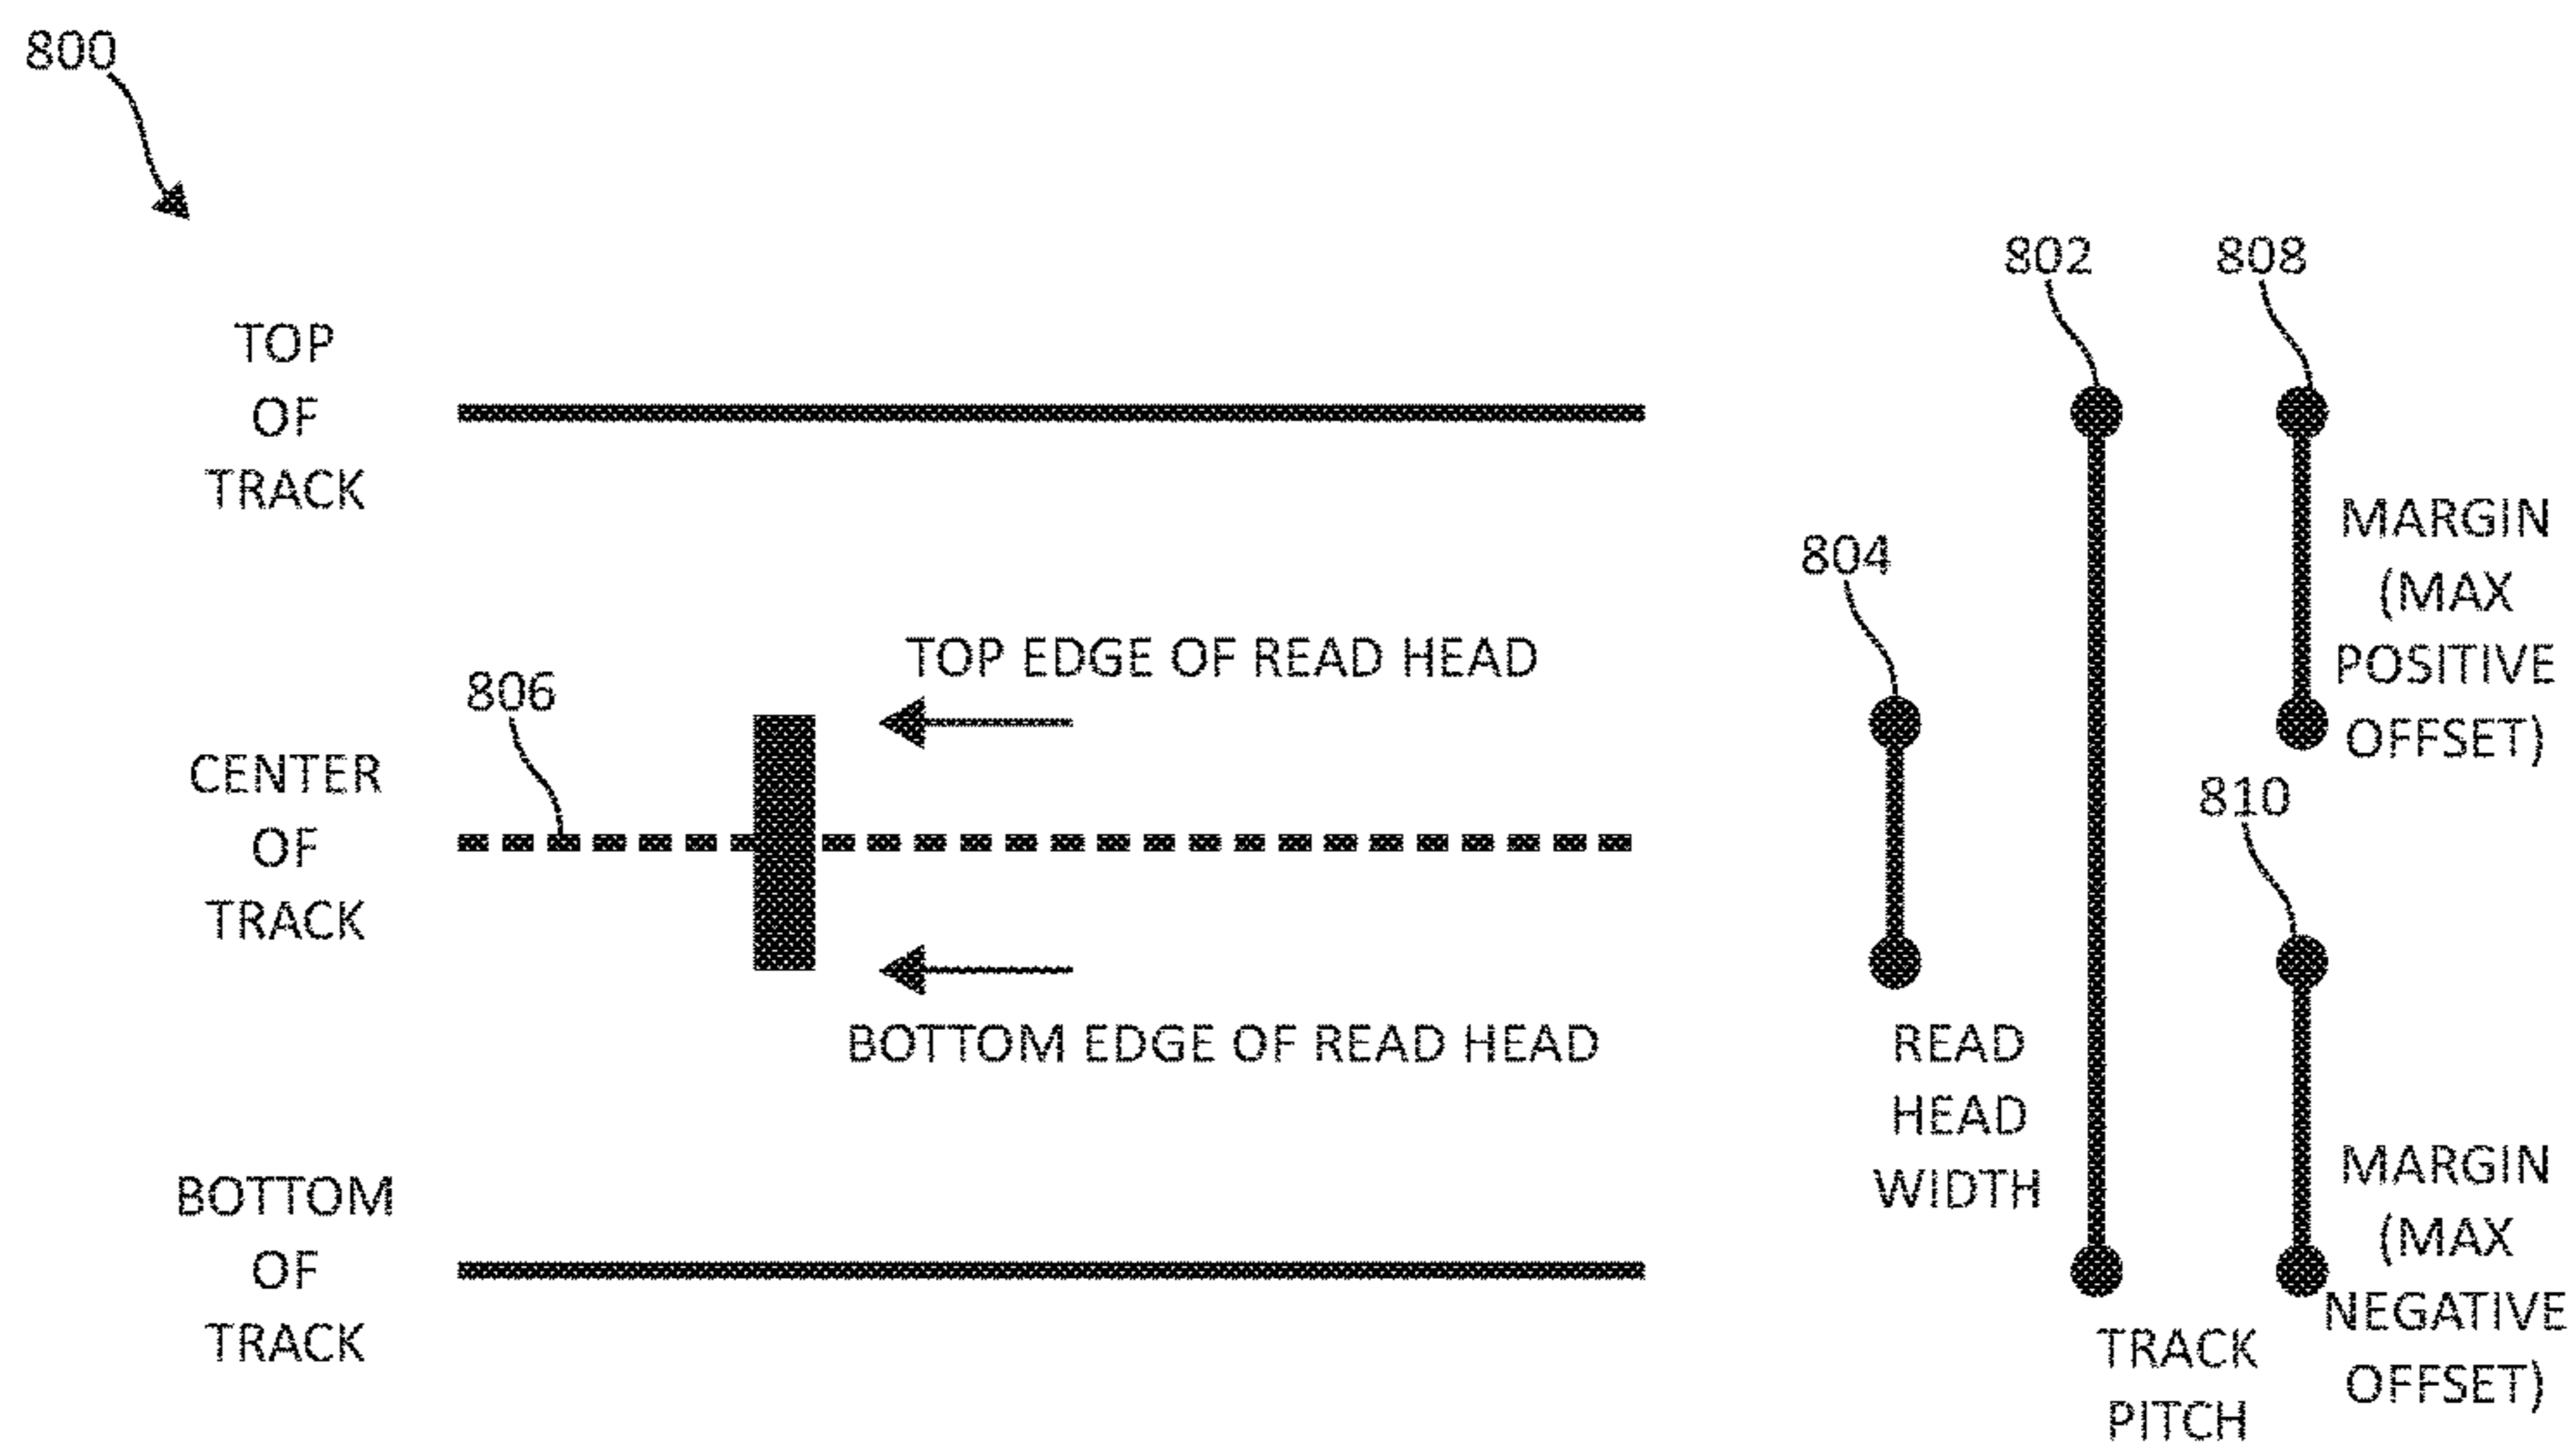 800
802
808
TOP
OF
TRACK
804
MARGIN
(MAX
POSITIVE
OFFSET)
TOP EDGE OF READ HEAD
806
CENTER
OF
TRACK
810
BOTTOM EDGE OF READ HEAD
READ
HEAD
WIDTH
BOTTOM
OF
TRACK
MARGIN
(MAX
NEGATIVE
OFFSET)
TRACK
PITCH